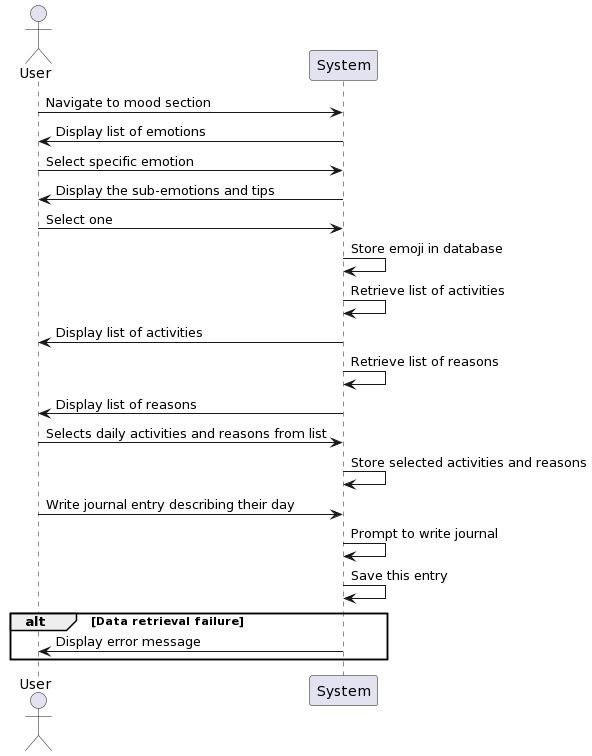 User
System
Navigate to mood section
Display list of emotions
Select specific emotion
Display the sub-emotions and tips
Select one
Store emoji in database
Retrieve list of activities
Display list of activities
Retrieve list of reasons
Display list of reasons
Selects daily activities and reasons from list
Store selected activities and reasons
Write journal entry describing their day
Prompt to write journal
Save this entry
alt [Data retrieval failure]
Display error message
User
System